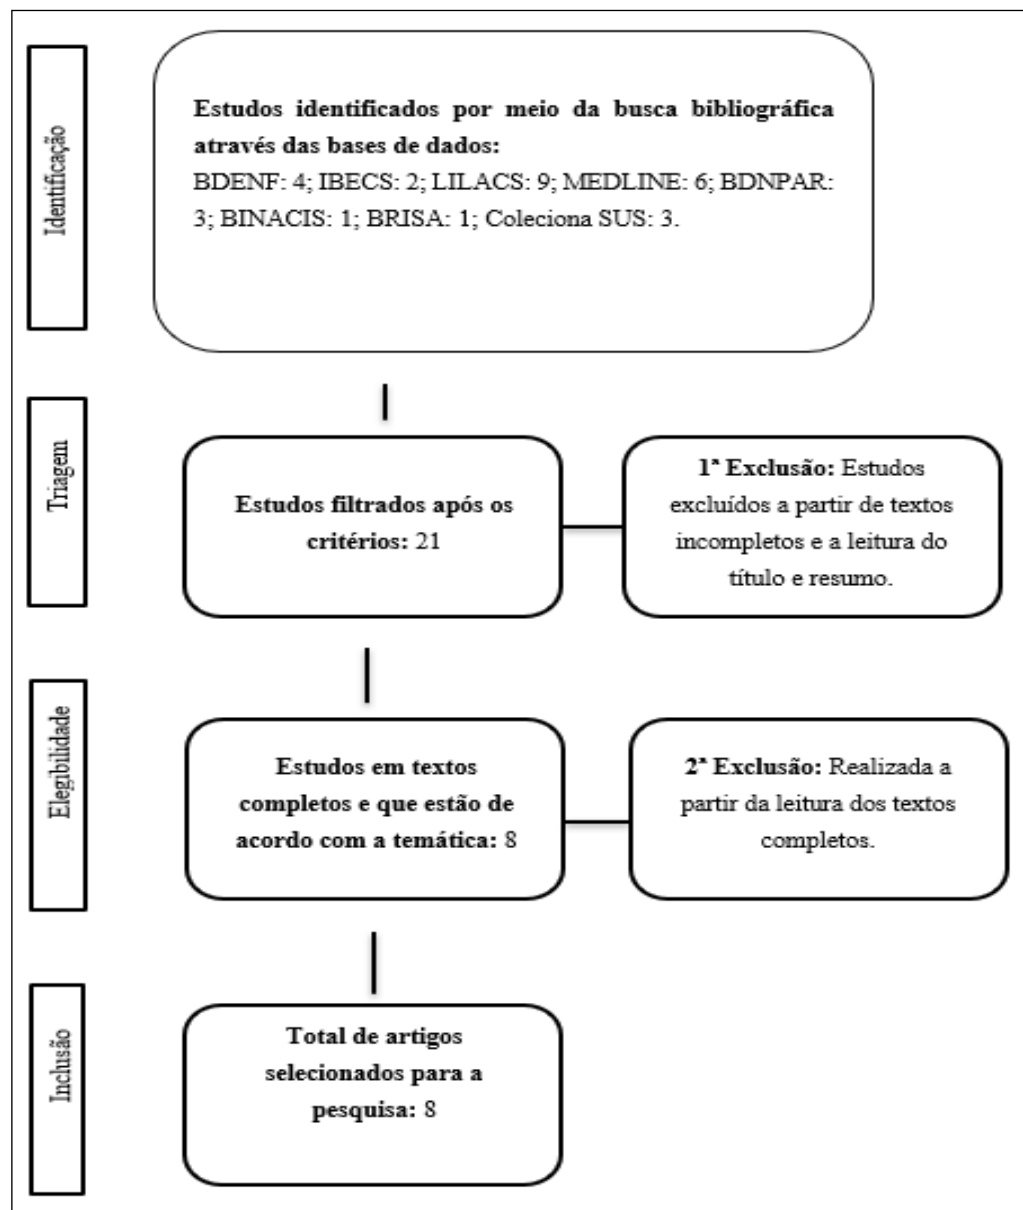 Identificação
Estudos identificados por meio da busca bibliográfica
através das bases de dados:
BDENF: 4; IBECS: 2; LILACS: 9; MEDLINE: 6; BDNPAR:
3; BINACIS: 1; BRISA: 1; Coleciona SUS: 3.
Triagem
Estudos filtrados após os
critérios: 21
1ª Exclusão: Estudos
excluídos a partir de textos
incompletos e a leitura do
título e resumo.
Elegibilidade
Estudos em textos
completos e que estão de
acordo com a temática: 8
2ª Exclusão: Realizada a
partir da leitura dos textos
completos.
Inclusão
Total de artigos
selecionados para a
pesquisa: 8